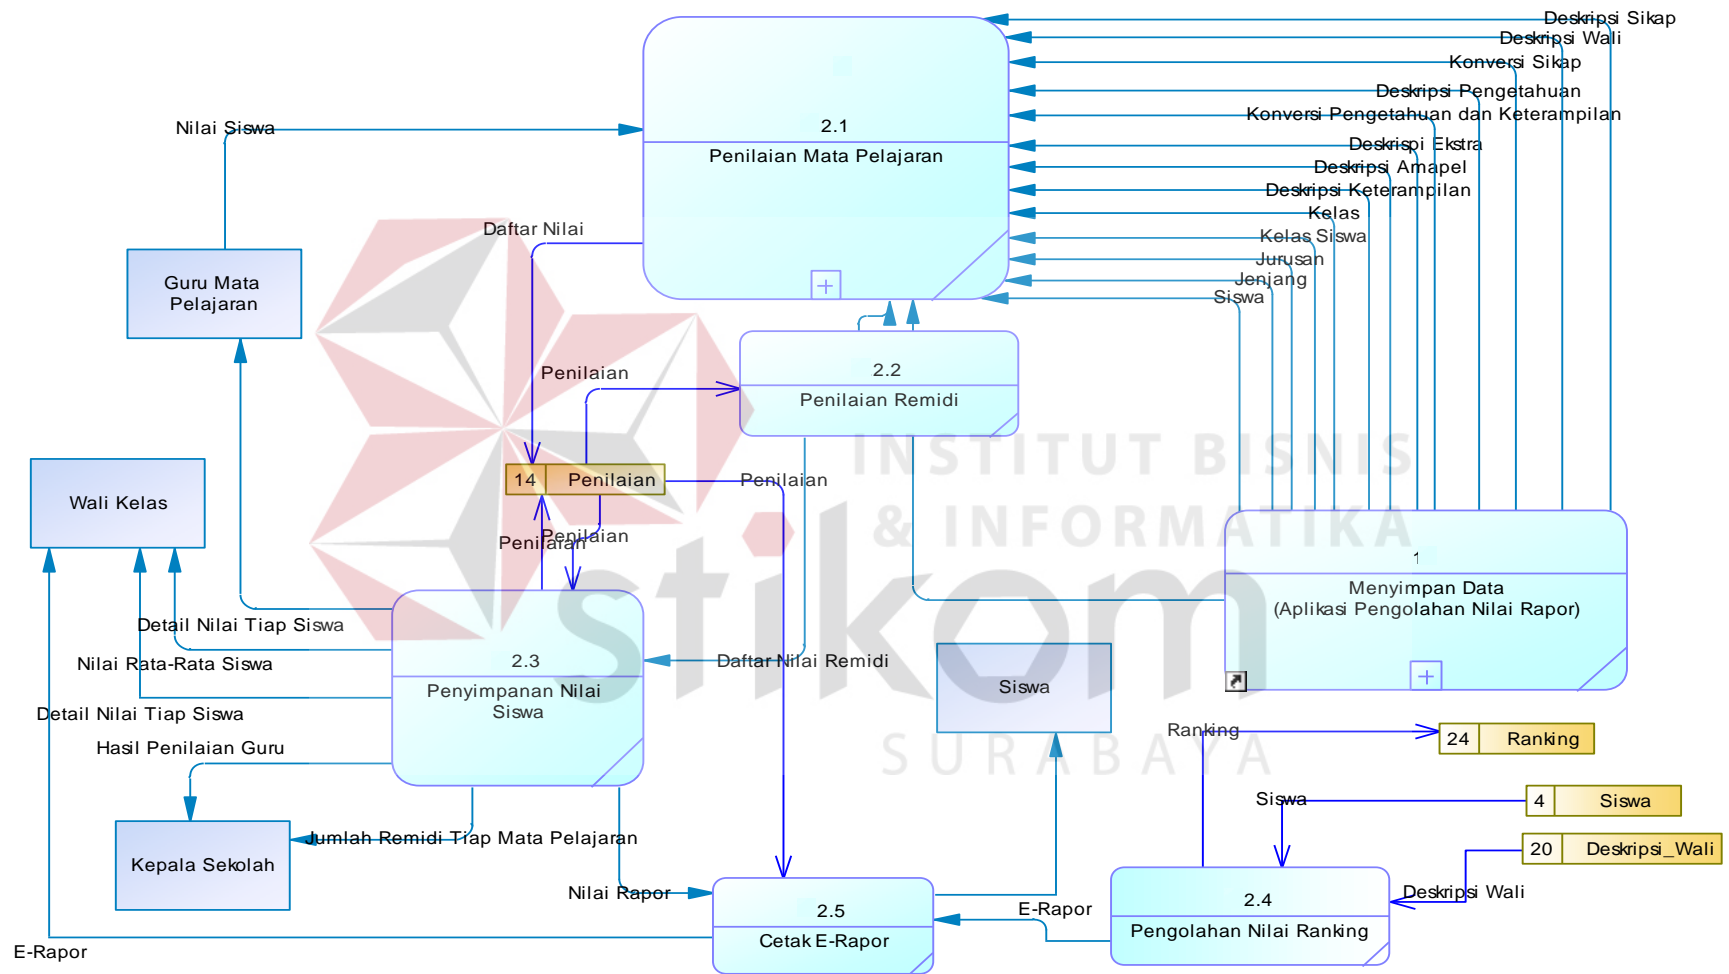 Deskripsi Sikap
Deskripsi Wali
Konversi Sikap
Deskripsi Pengetahuan
Konversi Pengetahuan dan Keterampilan
Deskrispi Ekstra
Deskripsi Amapel
Deskripsi Keterampilan
Kelas
Kelas Siswa
Jurusan
Jenjang
Siswa
2.1
Penilaian Mata Pelajaran
Nilai Siswa
Daftar Nilai
Guru Mata
Pelajaran
Penilaian
2.2
Penilaian Remidi
14 Penilaian
Penilaian
Wali Kelas
Penilaian
Penilaian
INSTITUT BISNIS
& INFORMATIKA
stikom
SURABAYA
1
Menyimpan Data
(Aplikasi Pengolahan Nilai Rapor)
Detail Nilai Tiap Siswa
Nilai Rata-Rata Siswa
Detail Nilai Tiap Siswa
2.3
Penyimpanan Nilai
Siswa
Daftar Nilai Remidi
Siswa
Hasil Penilaian Guru
Ranking
24 Ranking
Siswa
4 Siswa
Jumlah Remidi Tiap Mata Pelajaran
20 Deskripsi_Wali
Kepala Sekolah
Nilai Rapor
Deskripsi Wali
2.5
Cetak E-Rapor
E-Rapor
2.4
Pengolahan Nilai Ranking
E-Rapor